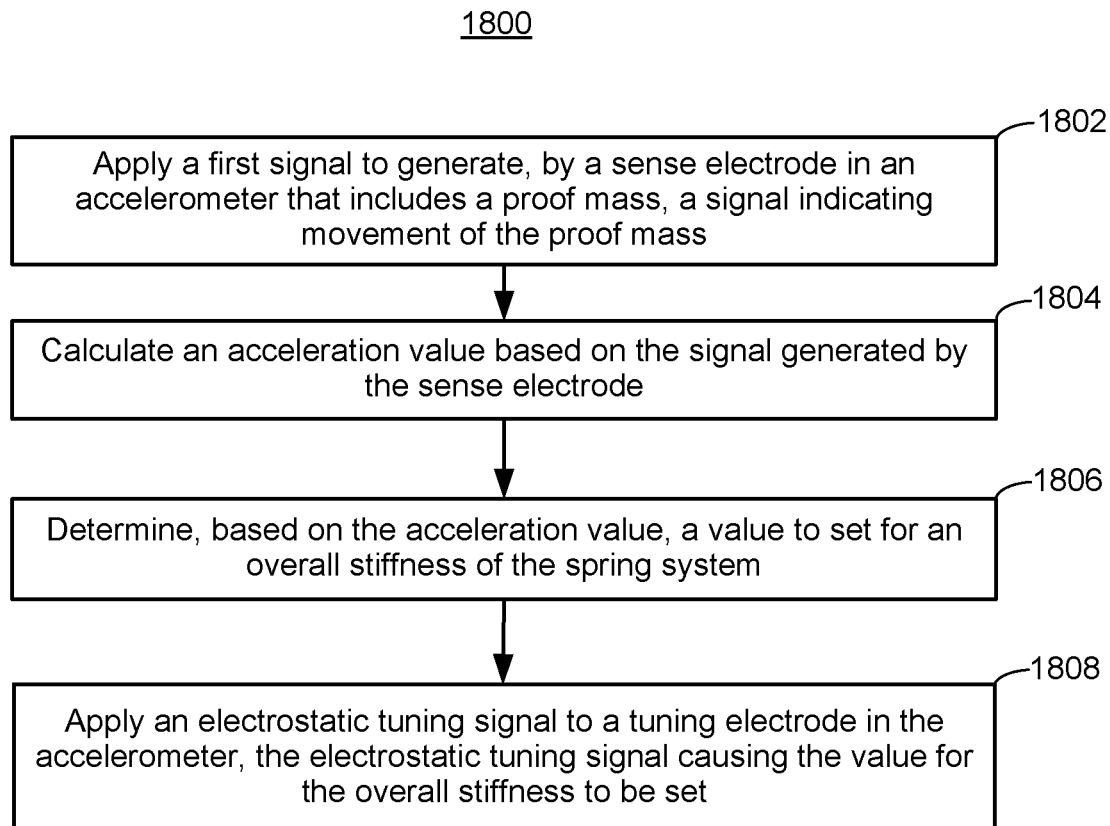 1800
1802
Apply a first signal to generate, by a sense electrode in an
accelerometer that includes a proof mass, a signal indicating
movement of the proof mass
1804
Calculate an acceleration value based on the signal generated by
the sense electrode
1806
Determine, based on the acceleration value, a value to set for an
overall stiffness of the spring system
1808
Apply an electrostatic tuning signal to a tuning electrode in the
accelerometer, the electrostatic tuning signal causing the value for
the overall stiffness to be set